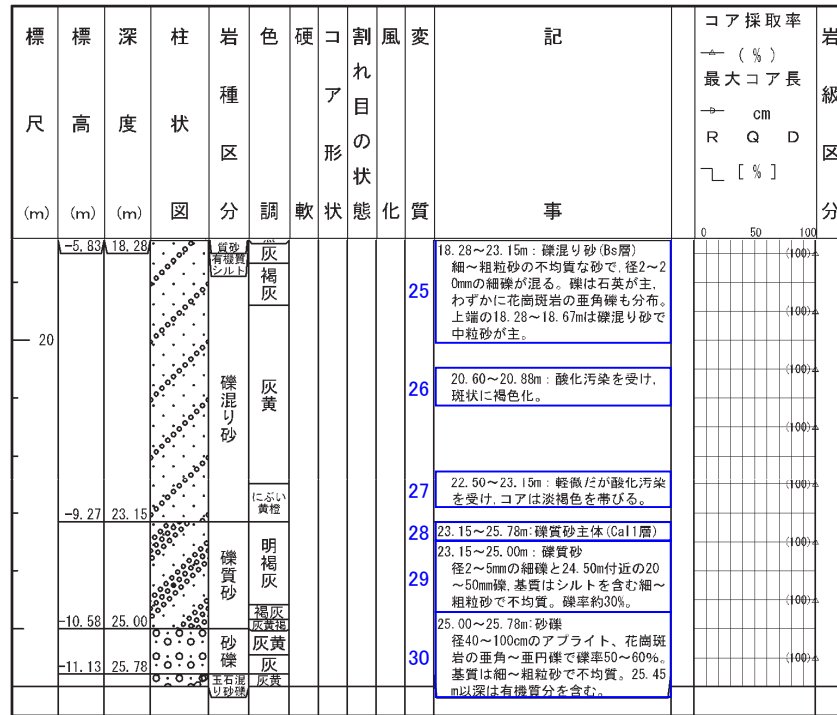 標尺(m)
標高(m)
深度(m)
柱状図
岩種区分
色調
硬軟
コア形状
割れ目の状態
風化
変質
記事
コア採取率
(%)
最大コア長
cm
R Q D
[%]
0 50 100
岩級区分
-5.83 18.28
質砂
有機質
シルト
灰
褐灰
20
礫混り砂
灰黄
にぶい
黄橙
-9.27 23.15
礫質砂
明褐灰
褐灰
-10.58 25.00
灰黄褐
砂礫
灰黄
灰
-11.13 25.78
玉石混
り砂礫
灰黄
25
18.28~23.15m:礫混り砂(Bs層)
細~粗粒砂の不均質な砂で,径2~2
0mmの細礫が混る。礫は石英が主,
わずかに花崗斑岩の亜角礫も分布。
上端の18.28~18.67mは礫混り砂で
中粒砂が主。
26
20.60~20.88m:酸化汚染を受け,
斑状に褐色化。
27
22.50~23.15m:軽微だが酸化汚染
を受け,コアは淡褐色を帯びる。
28
23.15~25.78m:礫質砂主体(Cal1層)
29
23.15~25.00m:礫質砂
径2~5mmの細礫と24.50m付近の20
~50mm礫,基質はシルトを含む細~
粗粒砂で不均質。礫率約30%。
30
25.00~25.78m:砂礫
径40~100cmのアプライト、花崗斑
岩の亜角~亜円礫で礫率50~60%。
基質は細~粗粒砂で不均質。25.45
m以深は有機質分を含む。
(100)
(100)
(100)
(100)
(100)
(100)
(100)
(100)